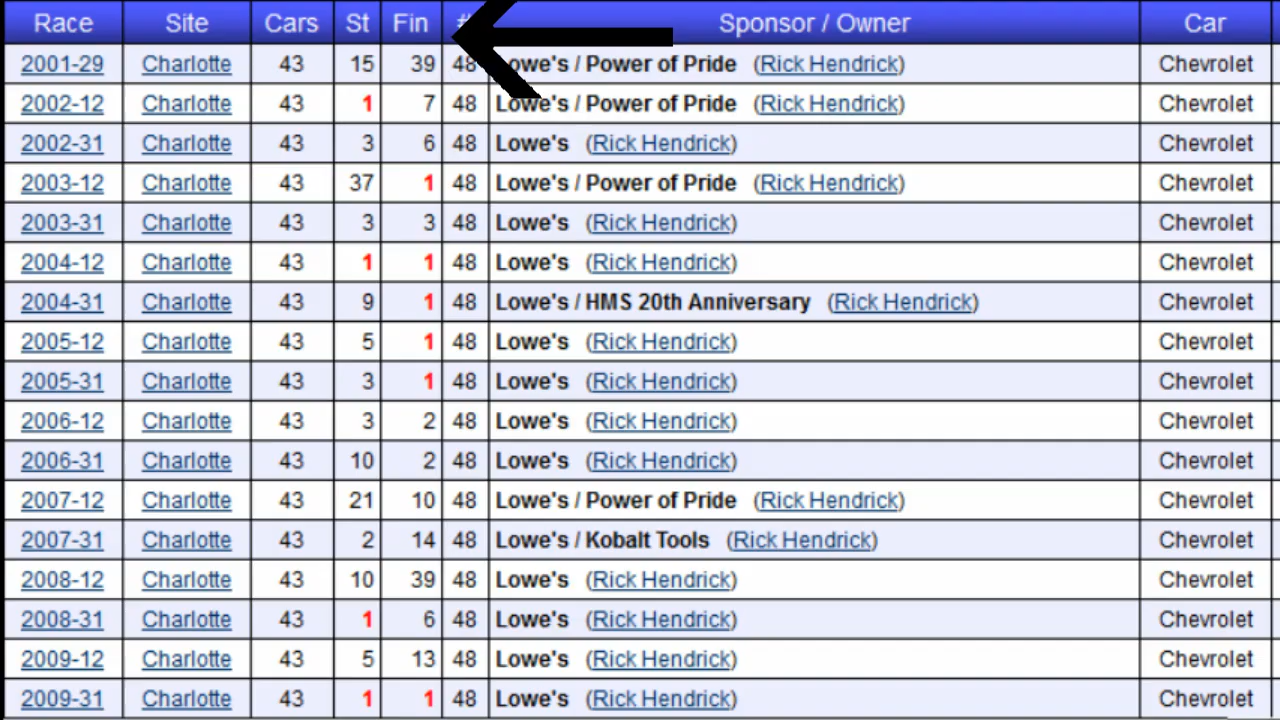 Race Site Cars St Fin # Sponsor / Owner Car
2001-29 Charlotte 43 15 39 48 Lowe's / Power of Pride (Rick Hendrick) Chevrolet
2002-12 Charlotte 43 1 7 48 Lowe's / Power of Pride (Rick Hendrick) Chevrolet
2002-31 Charlotte 43 3 6 48 Lowe's (Rick Hendrick) Chevrolet
2003-12 Charlotte 43 37 1 48 Lowe's / Power of Pride (Rick Hendrick) Chevrolet
2003-31 Charlotte 43 3 3 48 Lowe's (Rick Hendrick) Chevrolet
2004-12 Charlotte 43 1 1 48 Lowe's (Rick Hendrick) Chevrolet
2004-31 Charlotte 43 9 1 48 Lowe's / HMS 20th Anniversary (Rick Hendrick) Chevrolet
2005-12 Charlotte 43 5 1 48 Lowe's (Rick Hendrick) Chevrolet
2005-31 Charlotte 43 3 1 48 Lowe's (Rick Hendrick) Chevrolet
2006-12 Charlotte 43 3 2 48 Lowe's (Rick Hendrick) Chevrolet
2006-31 Charlotte 43 10 2 48 Lowe's (Rick Hendrick) Chevrolet
2007-12 Charlotte 43 21 10 48 Lowe's / Power of Pride (Rick Hendrick) Chevrolet
2007-31 Charlotte 43 2 14 48 Lowe's / Kobalt Tools (Rick Hendrick) Chevrolet
2008-12 Charlotte 43 10 39 48 Lowe's (Rick Hendrick) Chevrolet
2008-31 Charlotte 43 1 6 48 Lowe's (Rick Hendrick) Chevrolet
2009-12 Charlotte 43 5 13 48 Lowe's (Rick Hendrick) Chevrolet
2009-31 Charlotte 43 1 1 48 Lowe's (Rick Hendrick) Chevrolet